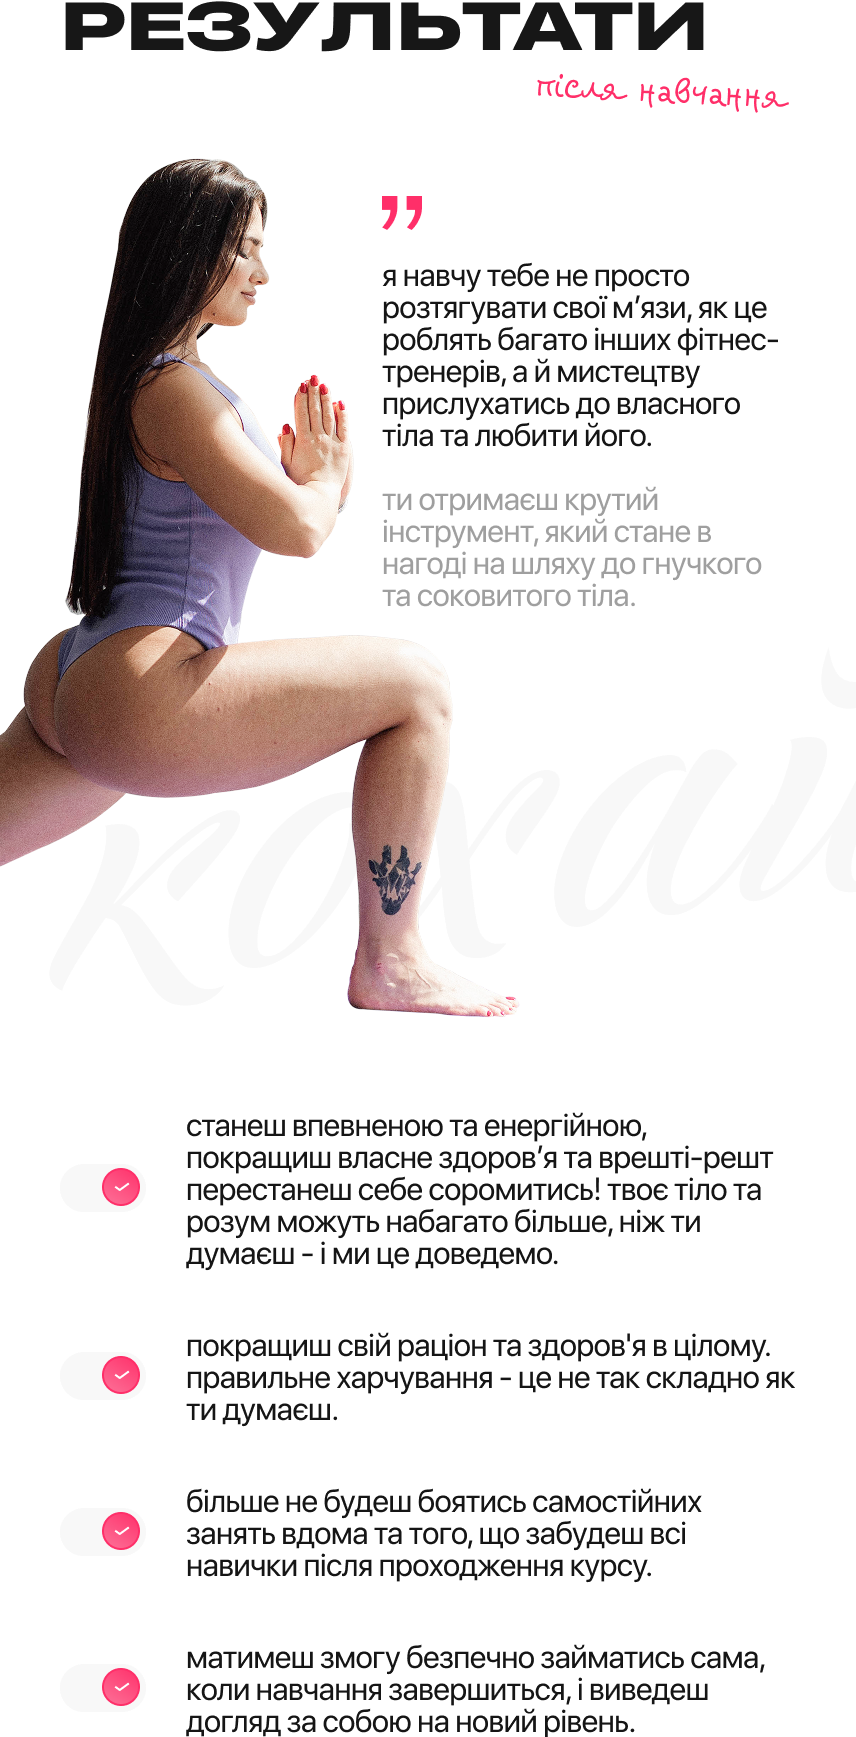 РЕЗУЛЬТАТИ
після навчання
”
я навчу тебе не просто
розтягувати свої м’язи, як це
роблять багато інших фітнес-
тренерів, а й мистецтву
прислухатись до власного
тіла та любити його.
ти отримаєш крутий
інструмент, який стане в
нагоді на шляху до гнучкого
та соковитого тіла.
кохай
станеш впевненою та енергійною,
покращиш власне здоров’я та врешті-решт
перестанеш себе соромитись! твоє тіло та
розум можуть набагато більше, ніж ти
думаєш - і ми це доведемо.
покращиш свій раціон та здоров'я в цілому.
правильне харчування - це не так складно як
ти думаєш.
більше не будеш боятись самостійних
занять вдома та того, що забудеш всі
навички після проходження курсу.
матимеш змогу безпечно займатись сама,
коли навчання завершиться, і виведеш
догляд за собою на новий рівень.